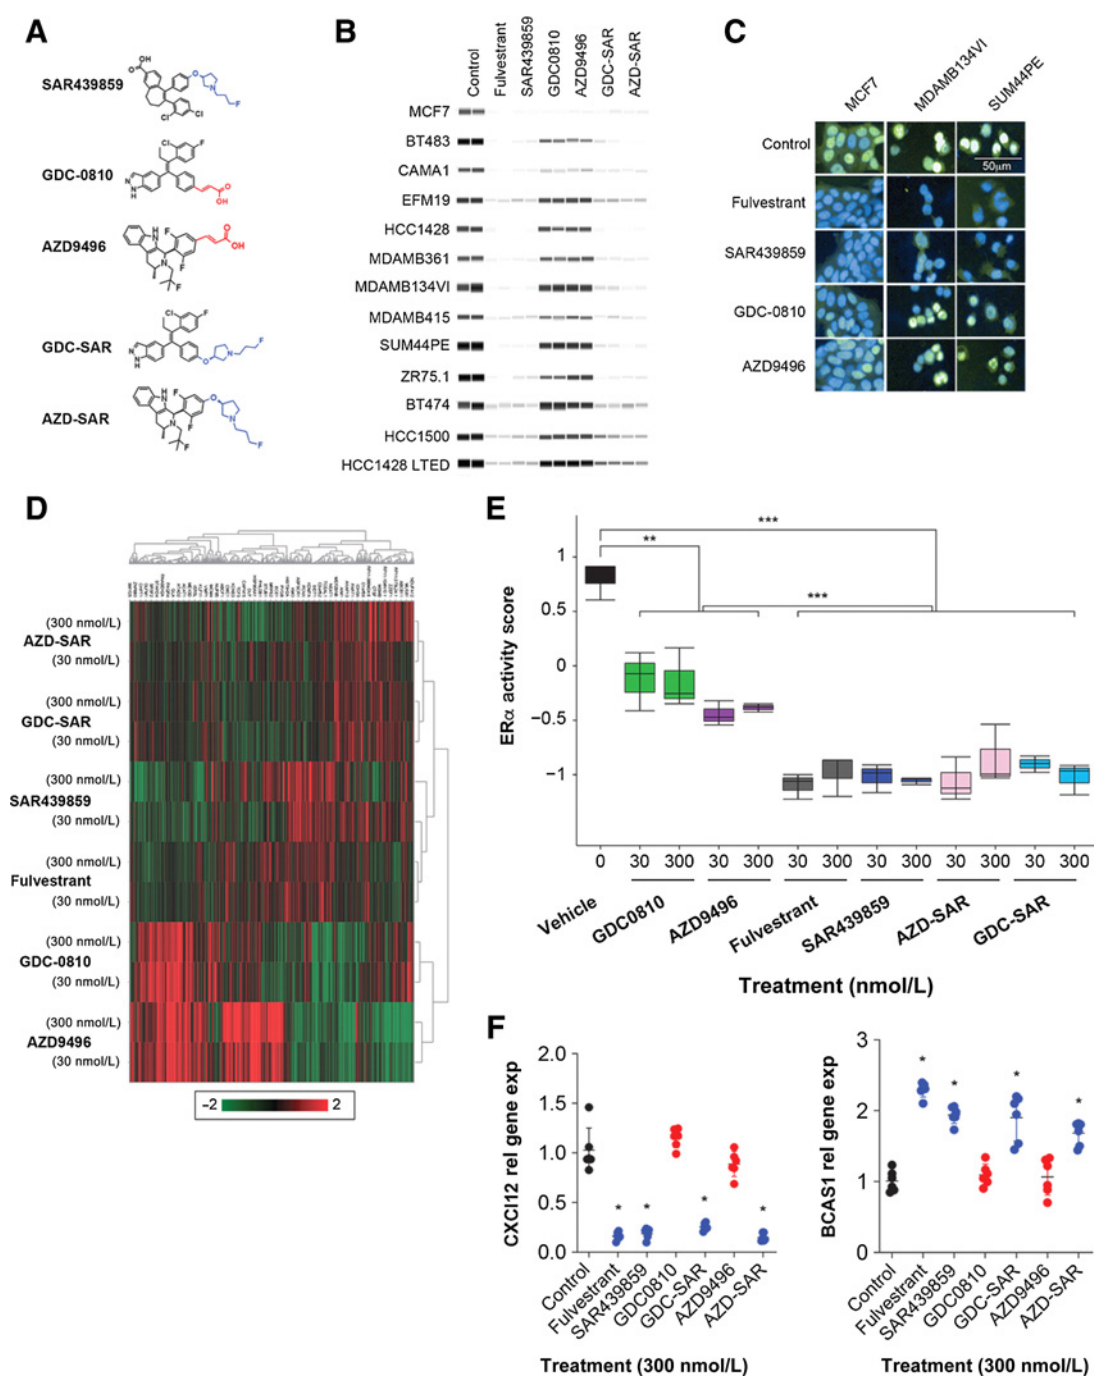 A
SAR439859
GDC-0810
AZD9496
GDC-SAR
AZD-SAR
B
Control
Fulvestrant
SAR439859
GDC0810
AZD9496
GDC-SAR
AZD-SAR
MCF7
BT483
CAMA1
EFM19
HCC1428
MDAMB361
MDAMB134VI
MDAMB415
SUM44PE
ZR75.1
BT474
HCC1500
HCC1428 LTED
C
MCF7
MDAMB134VI
SUM44PE
Control
50μm
Fulvestrant
SAR439859
GDC-0810
AZD9496
D
(300 nmol/L)
AZD-SAR
(30 nmol/L)
(300 nmol/L)
GDC-SAR
(30 nmol/L)
(300 nmol/L)
SAR439859
(30 nmol/L)
(300 nmol/L)
Fulvestrant
(30 nmol/L)
(300 nmol/L)
GDC-0810
(30 nmol/L)
(300 nmol/L)
AZD9496
(30 nmol/L)
−2 2
E
ERα activity score
1
0.5
0
−0.5
−1
***
**
***
0 30 300 30 300 30 300 30 300 30 300 30 300
Vehicle
GDC0810
AZD9496
Fulvestrant
SAR439859
AZD-SAR
GDC-SAR
Treatment (nmol/L)
F
CXCl12 rel gene exp
2.0
1.5
1.0
0.5
0.0
* * * *
Control
Fulvestrant
SAR439859
GDC0810
GDC-SAR
AZD9496
AZD-SAR
Treatment (300 nmol/L)
BCAS1 rel gene exp
3
2
1
0
* * * *
Control
Fulvestrant
SAR439859
GDC0810
GDC-SAR
AZD9496
AZD-SAR
Treatment (300 nmol/L)